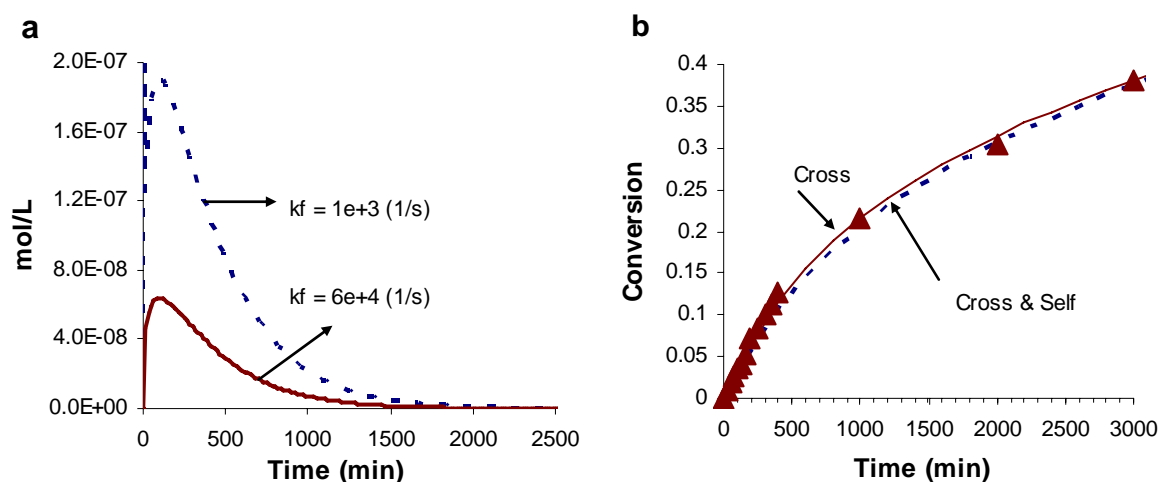 a
2.0E-07
1.6E-07
1.2E-07
8.0E-08
4.0E-08
0.0E+00
mol/L
kf = 1e+3 (1/s)
kf = 6e+4 (1/s)
0 500 1000 1500 2000 2500
Time (min)
b
0.4
0.35
0.3
0.25
0.2
0.15
0.1
0.05
0
Conversion
Cross
Cross & Self
0 500 1000 1500 2000 2500 3000
Time (min)